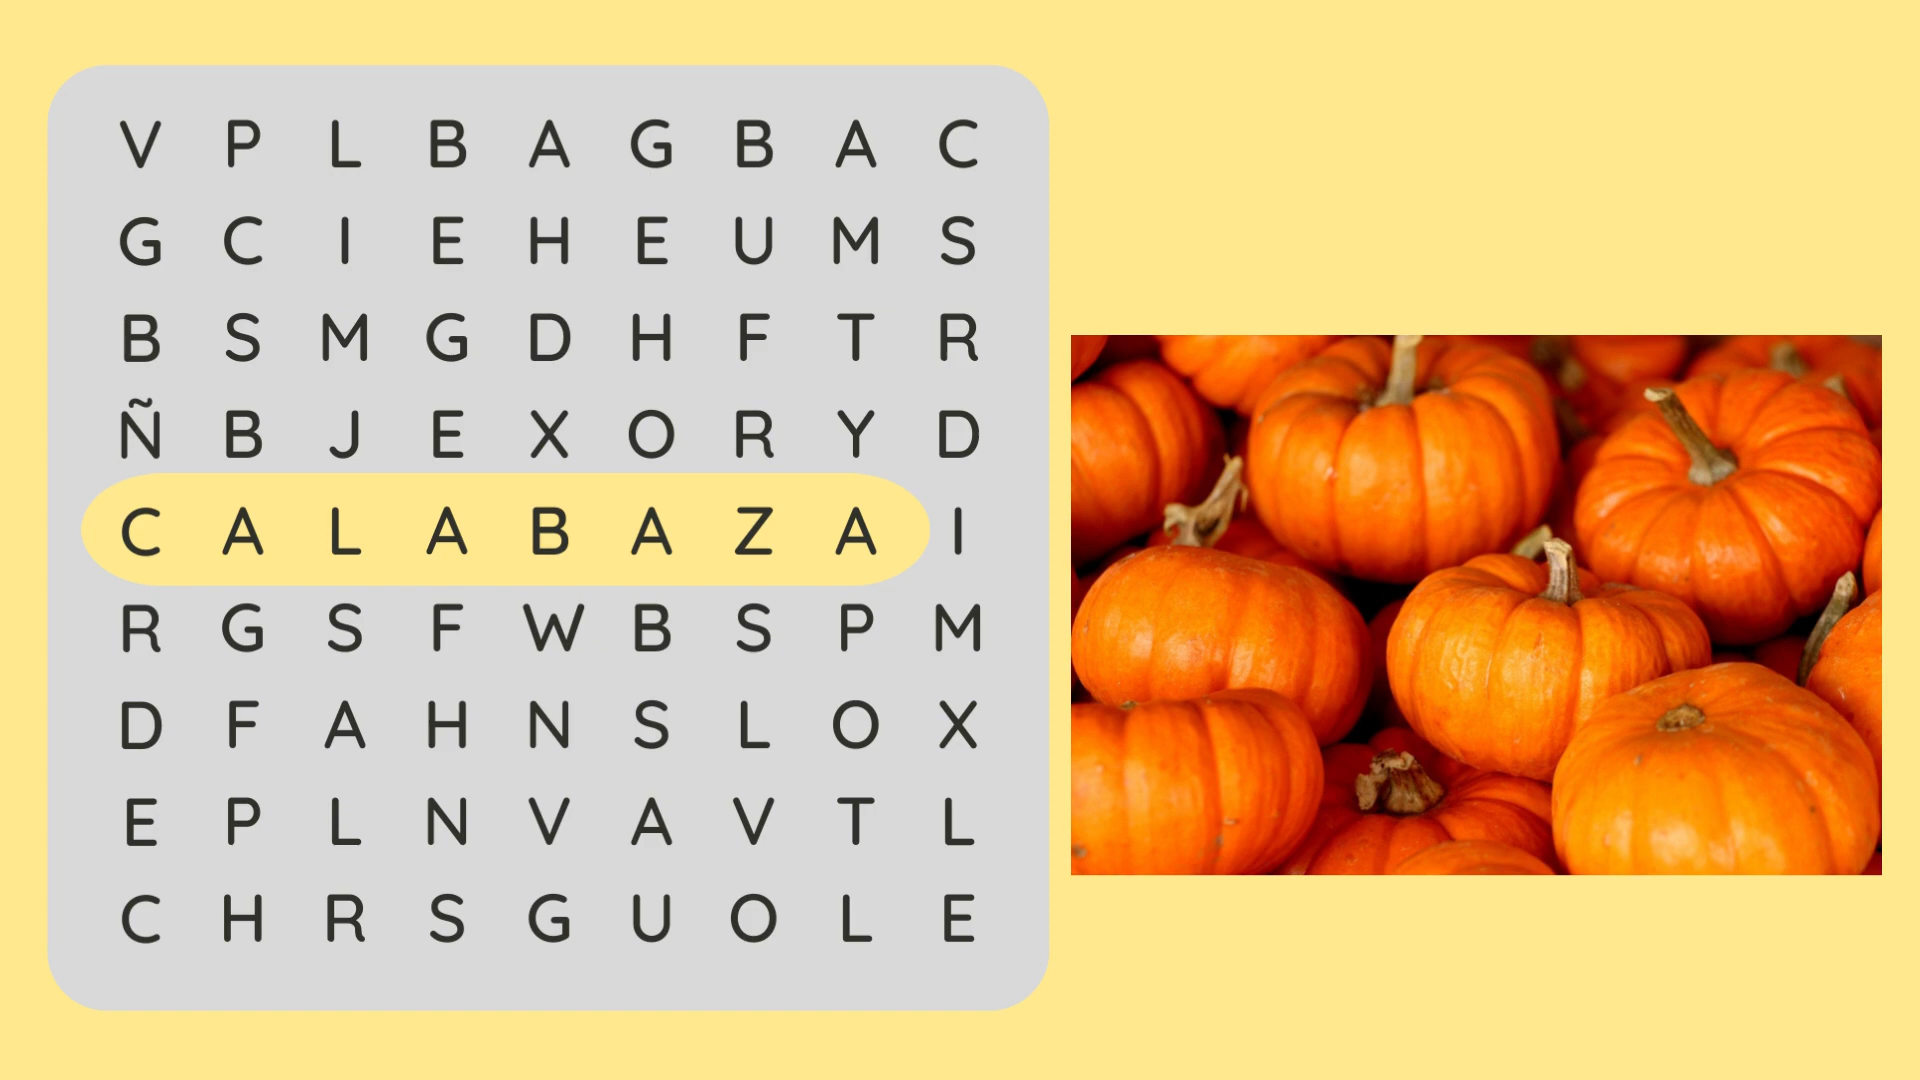 V P L B A G B A C
G C I E H E U M S
B S M G D H F T R
Ñ B J E X O R Y D
C A L A B A Z A I
R G S F W B S P M
D F A H N S L O X
E P L N V A V T L
C H R S G U O L E